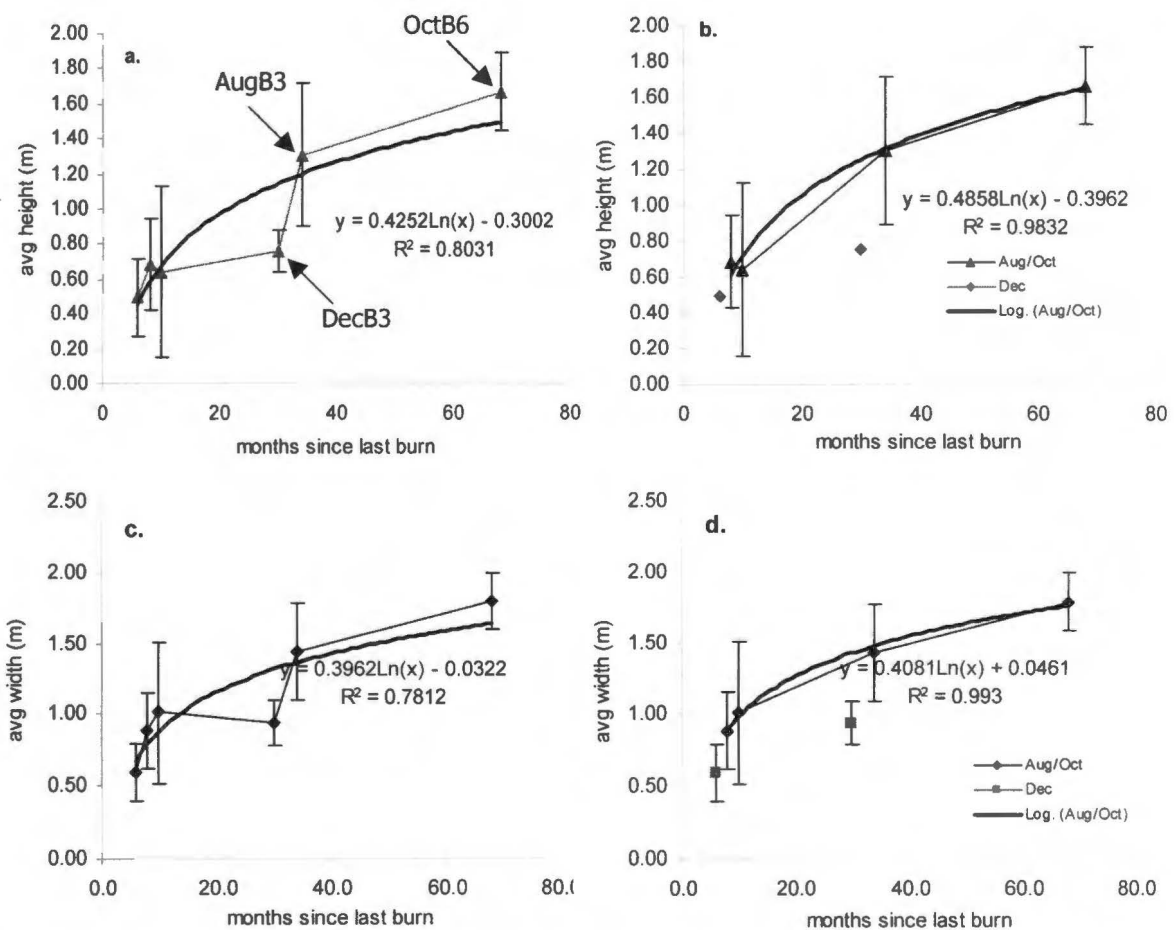 a.
OctB6
AugB3
DecB3
2.00
1.80
1.60
1.40
1.20
1.00
0.80
0.60
0.40
0.20
0.00
avg height (m)
y = 0.4252Ln(x) - 0.3002
R² = 0.8031
0
20
40
60
80
months since last burn
b.
2.00
1.80
1.60
1.40
1.20
1.00
0.80
0.60
0.40
0.20
0.00
avg height (m)
y = 0.4858Ln(x) - 0.3962
R² = 0.9832
Aug/Oct
Dec
Log. (Aug/Oct)
0
20
40
60
80
months since last burn
c.
2.50
2.00
1.50
1.00
0.50
0.00
avg width (m)
y = 0.3962Ln(x) - 0.0322
R² = 0.7812
0.0
20.0
40.0
60.0
80.0
months since last burn
d.
2.50
2.00
1.50
1.00
0.50
0.00
avg width (m)
y = 0.4081Ln(x) + 0.0461
R² = 0.993
Aug/Oct
Dec
Log. (Aug/Oct)
0.0
20.0
40.0
60.0
80.0
months since last burn